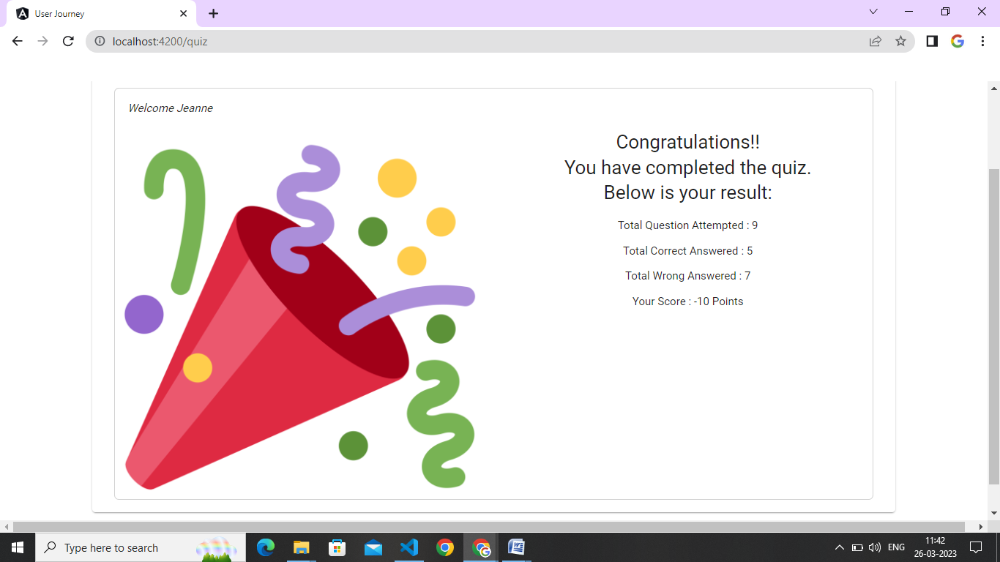 User Journey
localhost:4200/quiz
Welcome Jeanne
Congratulations!!
You have completed the quiz.
Below is your result:
Total Question Attempted : 9
Total Correct Answered : 5
Total Wrong Answered : 7
Your Score : -10 Points
Type here to search
ENG
11:42
26-03-2023